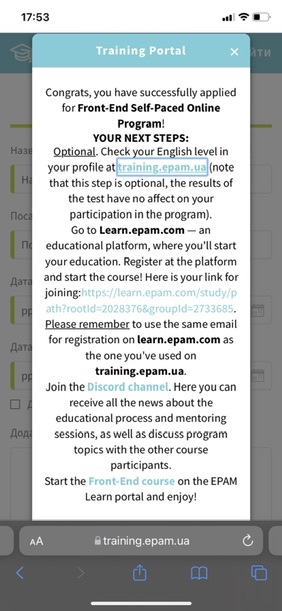 17:53
Training Portal
×
йти
Congrats, you have successfully applied
for Front-End Self-Paced Online
Program!
YOUR NEXT STEPS:
Optional. Check your English level in
your profile at training.epam.ua (note
that this step is optional, the results of
the test have no affect on your
participation in the program).
Go to Learn.epam.com — an
educational platform, where you'll start
your education. Register at the platform
and start the course! Here is your link for
joining:https://learn.epam.com/study/p
ath?rootId=2028376&groupId=2733685.
Please remember to use the same email
for registration on learn.epam.com as
the one you've used on
training.epam.ua.
Join the Discord channel. Here you can
receive all the news about the
educational process and mentoring
sessions, as well as discuss program
topics with the other course
participants.
Start the Front-End course on the EPAM
Learn portal and enjoy!
Назв
На
Поса
По
Дата
рр
Дата
рр
Д
Дода
AA
training.epam.ua